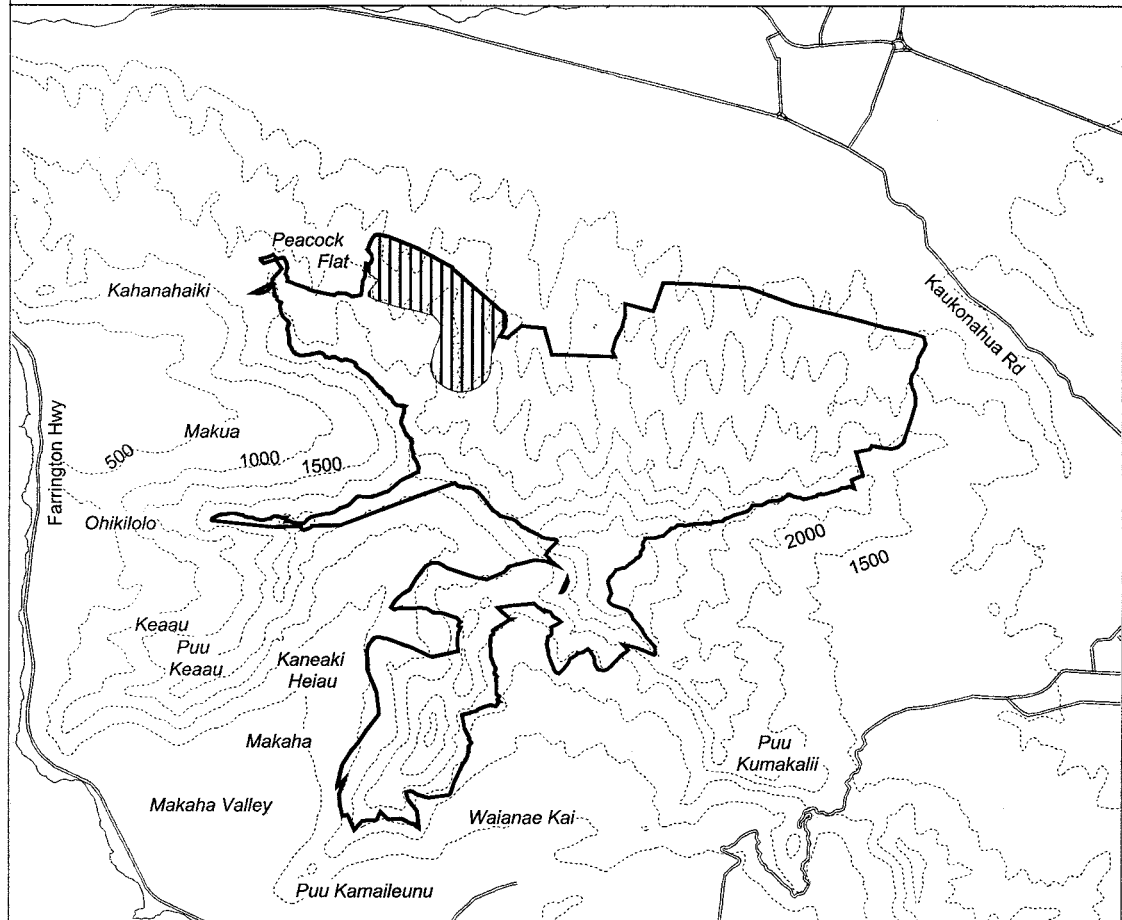 Peacock
Flat
Kahanahaiki
Kaukonahua Rd
Farrington Hwy
Makua
500
1000
1500
Ohikilolo
2000
1500
Keaau
Puu
Keaau
Kaneaki
Heiau
Makaha
Puu
Kumakalii
Makaha Valley
Waianae Kai
Puu Kamaileunu